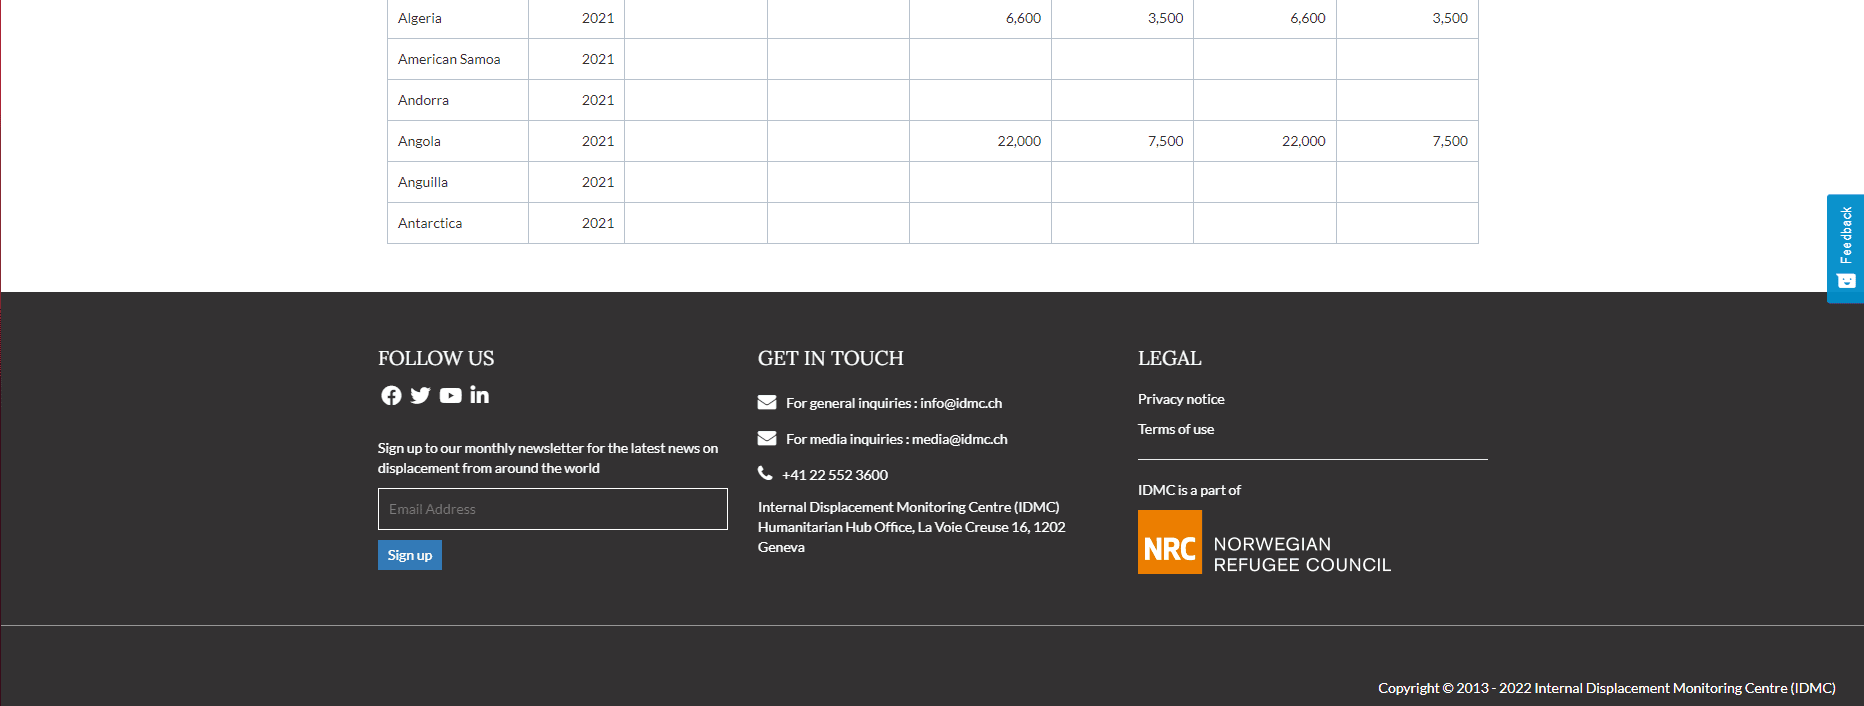 Algeria 2021 6,600 3,500 6,600 3,500
American Samoa 2021
Andorra 2021
Angola 2021 22,000 7,500 22,000 7,500
Anguilla 2021
Antarctica 2021
Feedback
FOLLOW US
Sign up to our monthly newsletter for the latest news on
displacement from around the world
Email Address
Sign up
GET IN TOUCH
For general inquiries : info@idmc.ch
For media inquiries : media@idmc.ch
+41 22 552 3600
Internal Displacement Monitoring Centre (IDMC)
Humanitarian Hub Office, La Voie Creuse 16, 1202
Geneva
LEGAL
Privacy notice
Terms of use
IDMC is a part of
NRC NORWEGIAN
REFUGEE COUNCIL
Copyright © 2013 - 2022 Internal Displacement Monitoring Centre (IDMC)